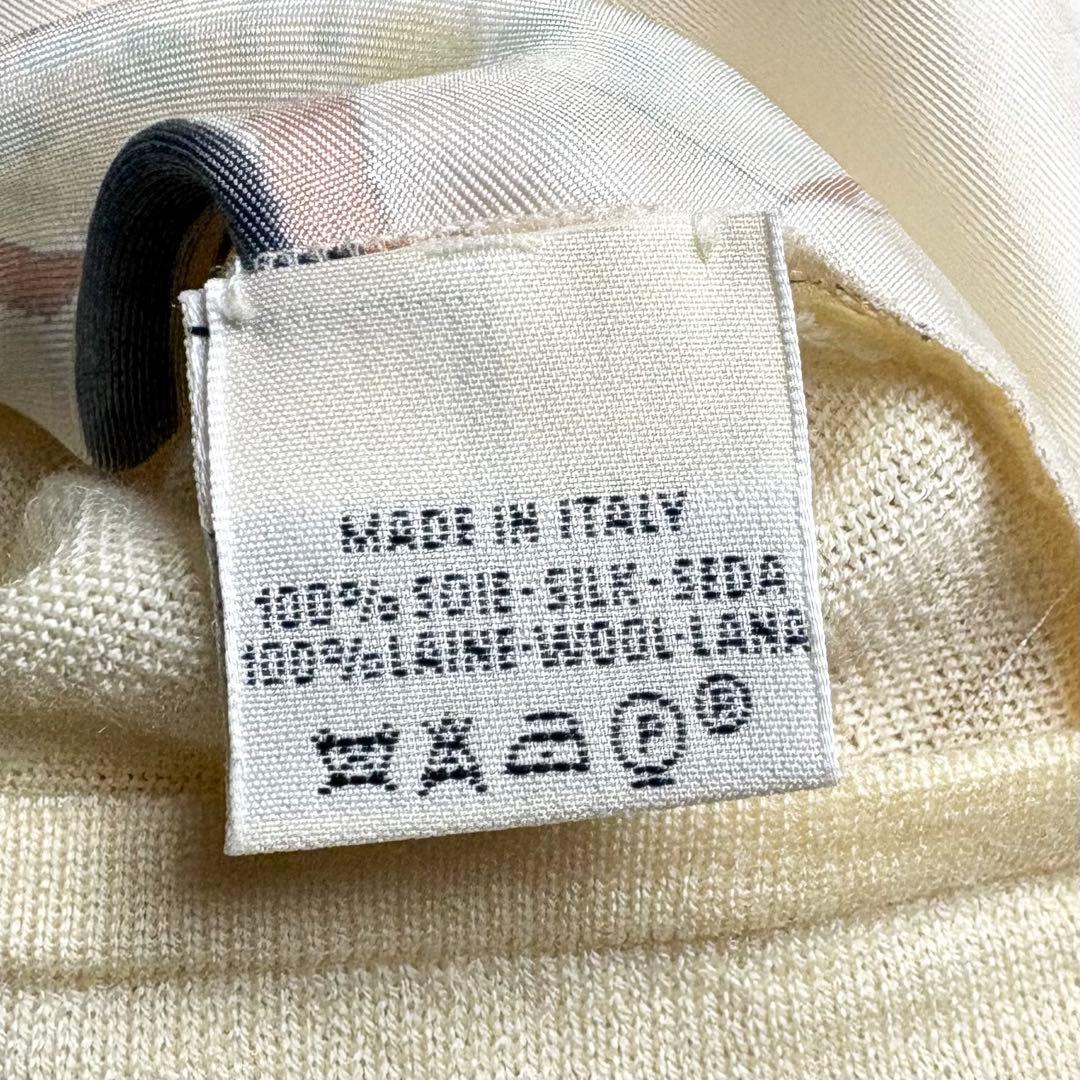 MADE IN ITALY
100% SOIE-SILK-SEDA
100% LAINE-WOOL-LANA
P ®